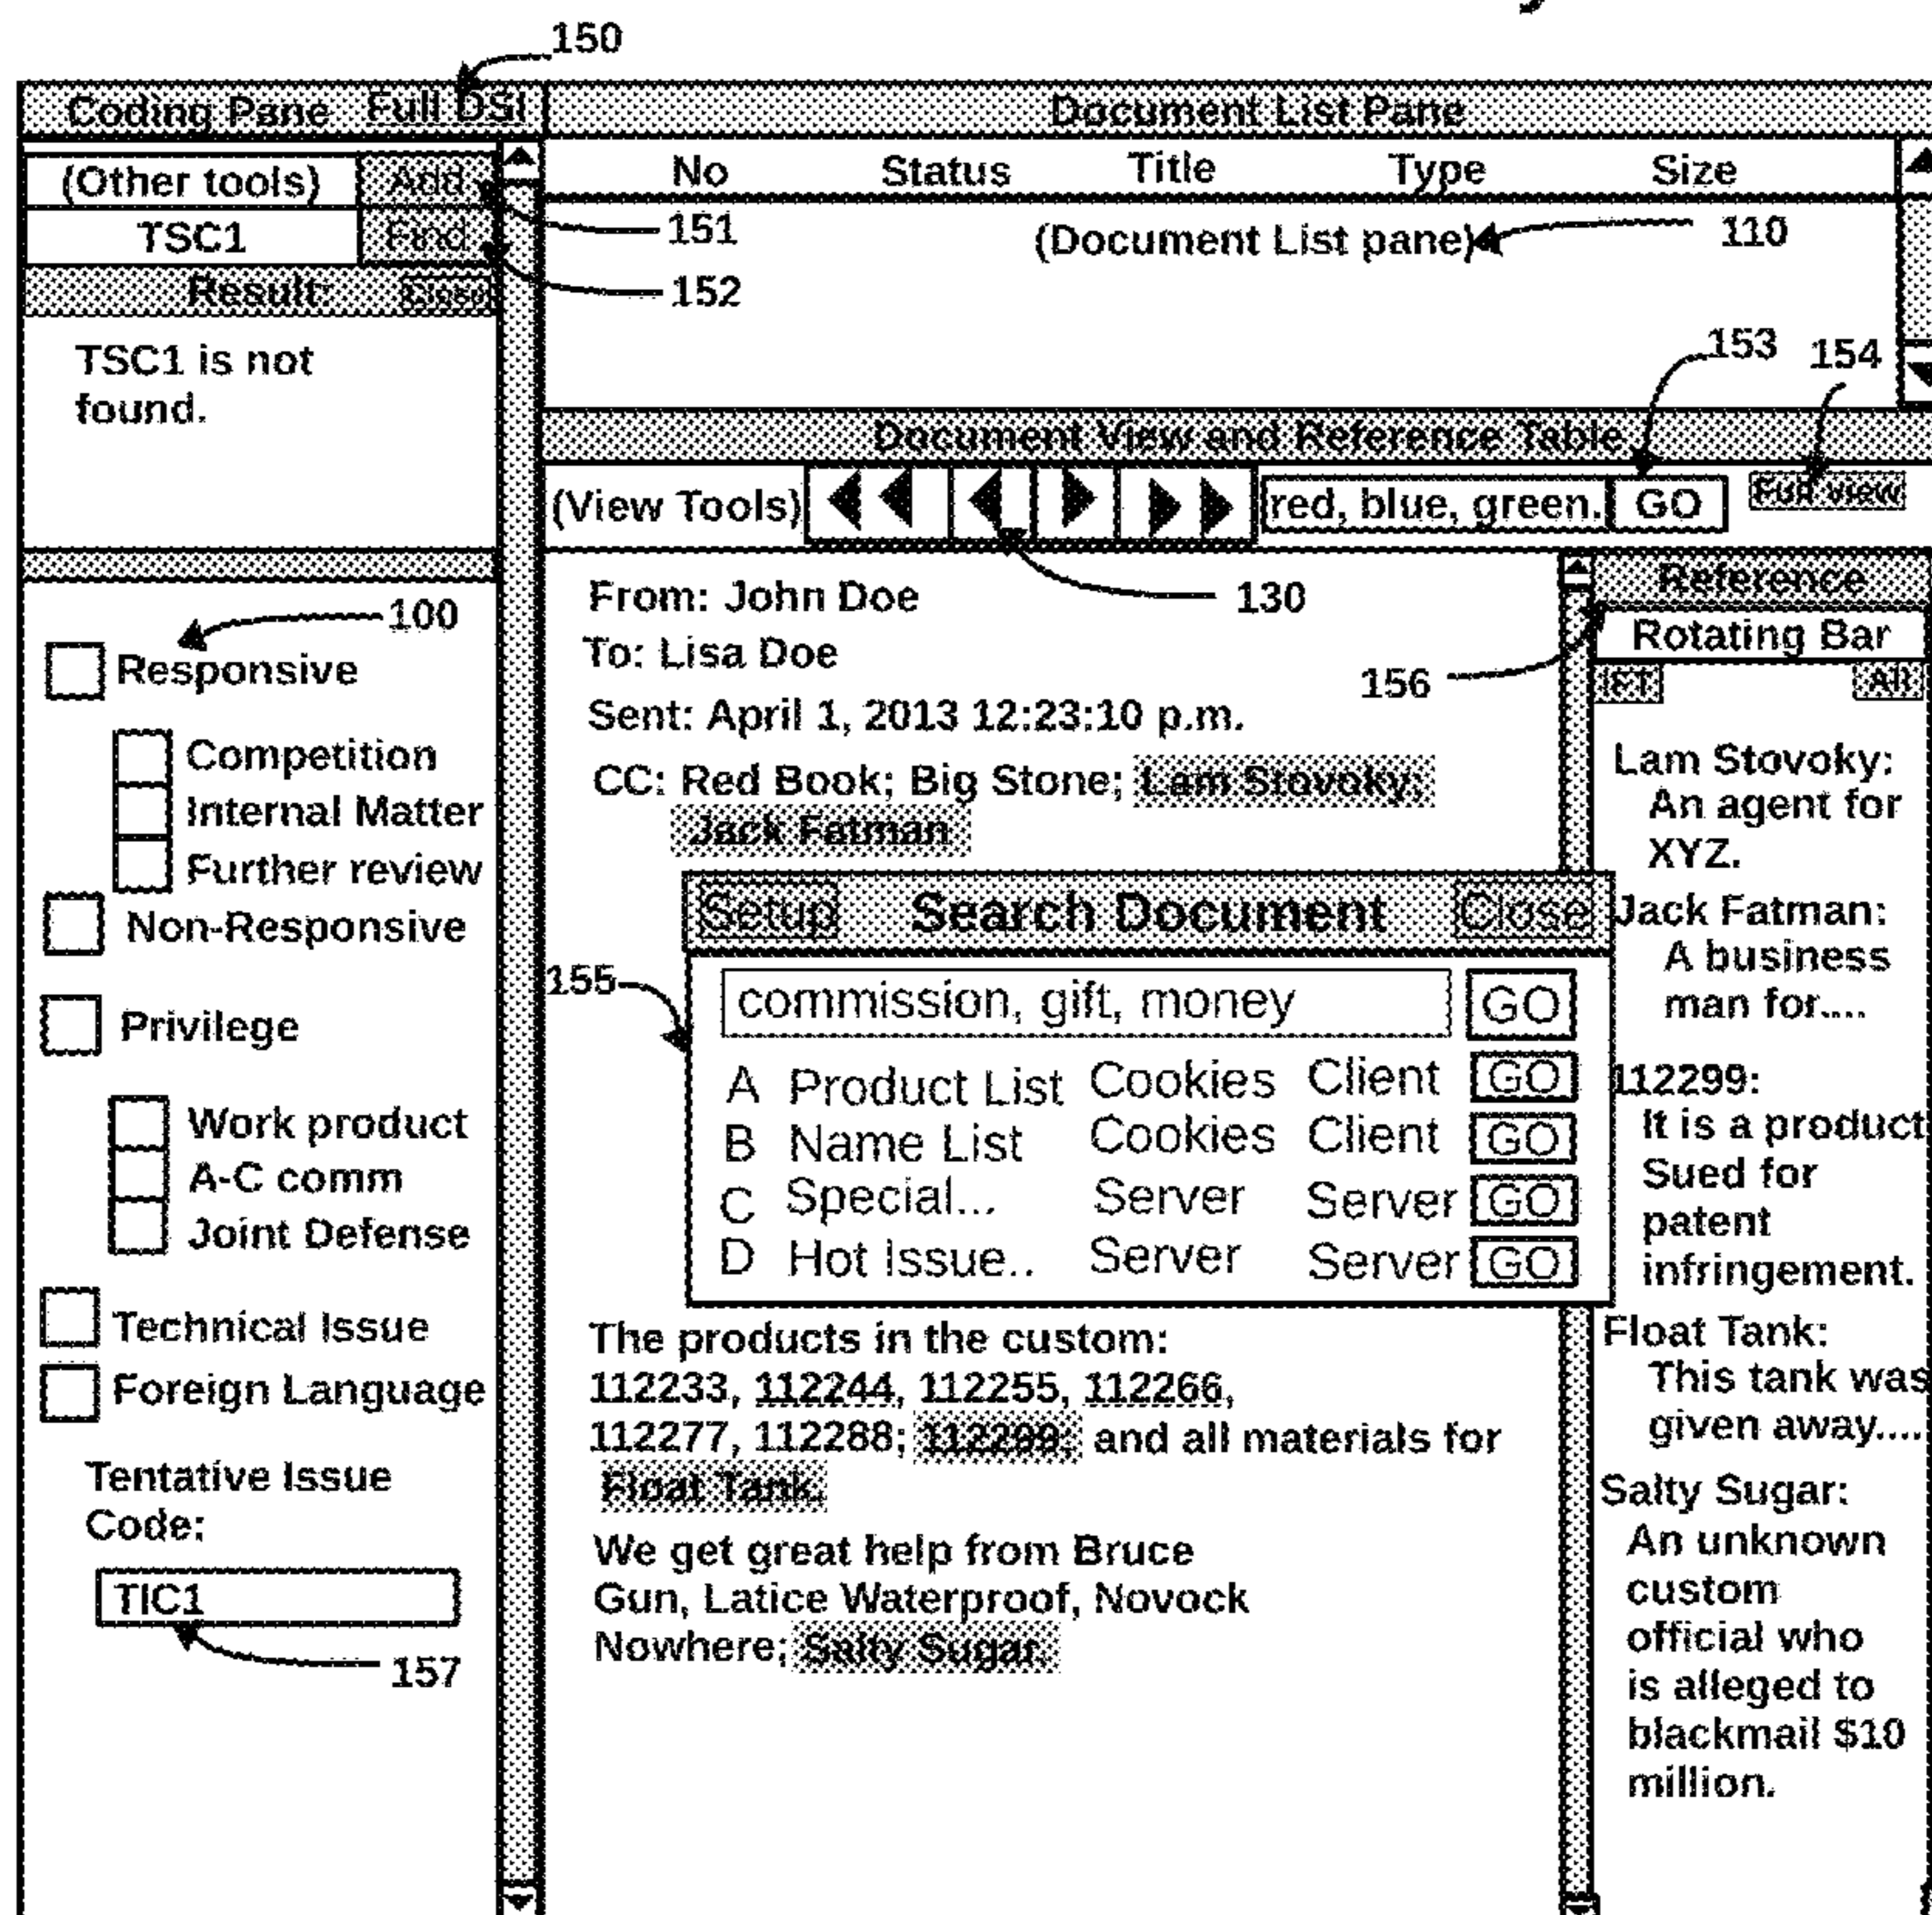 150
Coding Pane Full DSI
Document List Pane
(Other tools) Add
TSC1 Find
Result: Close
TSC1 is not
found.
151
152
No Status Title Type Size
(Document List pane)
110
153
154
Document View and Reference Table
(View Tools) red, blue, green. GO Full view
130
100
Responsive
Competition
Internal Matter
Further review
Non-Responsive
Privilege
Work product
A-C comm
Joint Defense
Technical Issue
Foreign Language
Tentative Issue
Code:
TIC1
157
From: John Doe
To: Lisa Doe
Sent: April 1, 2013 12:23:10 p.m.
CC: Red Book; Big Stone; Lam Stovoky;
Jack Fatman
156
155
Setup Search Document Close
commission, gift, money GO
A Product List Cookies Client GO
B Name List Cookies Client GO
C Special... Server Server GO
D Hot Issue.. Server Server GO
The products in the custom:
112233, 112244, 112255, 112266,
112277, 112288; 112299; and all materials for
Float Tank.
We get great help from Bruce
Gun, Latice Waterproof, Novock
Nowhere; Salty Sugar.
Reference
Rotating Bar
All
Lam Stovoky:
An agent for
XYZ.
Jack Fatman:
A business
man for....
112299:
It is a product
Sued for
patent
infringement.
Float Tank:
This tank was
given away....
Salty Sugar:
An unknown
custom
official who
is alleged to
blackmail $10
million.